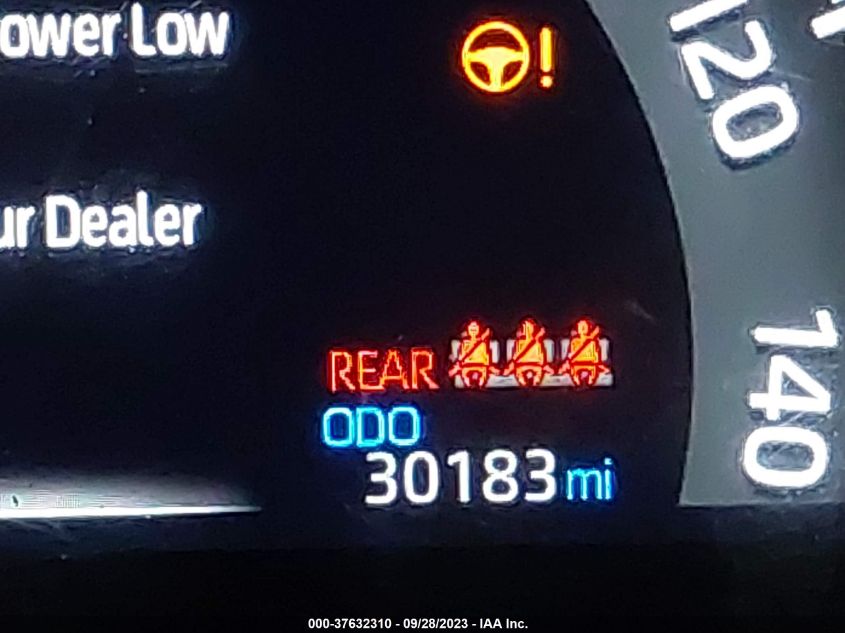 ower Low
!
120
ur Dealer
140
REAR
ODO
30183 mi
000-37632310 - 09/28/2023 - IAA Inc.